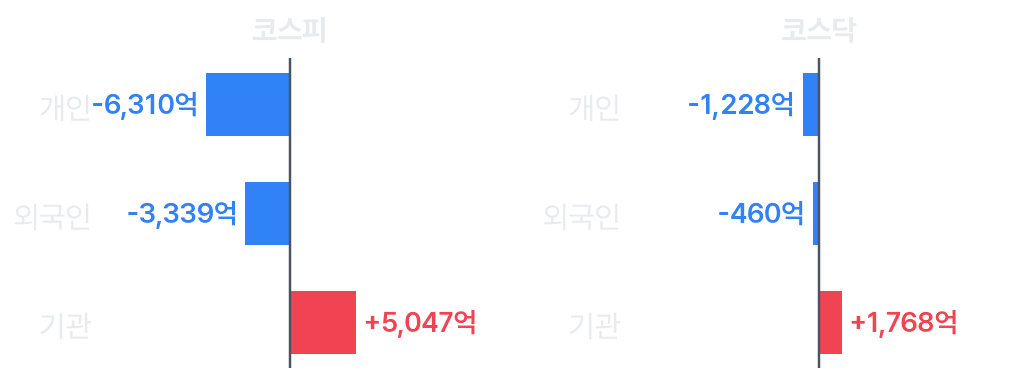 코스피
개인 -6,310억
외국인 -3,339억
기관 +5,047억
코스닥
개인 -1,228억
외국인 -460억
기관 +1,768억